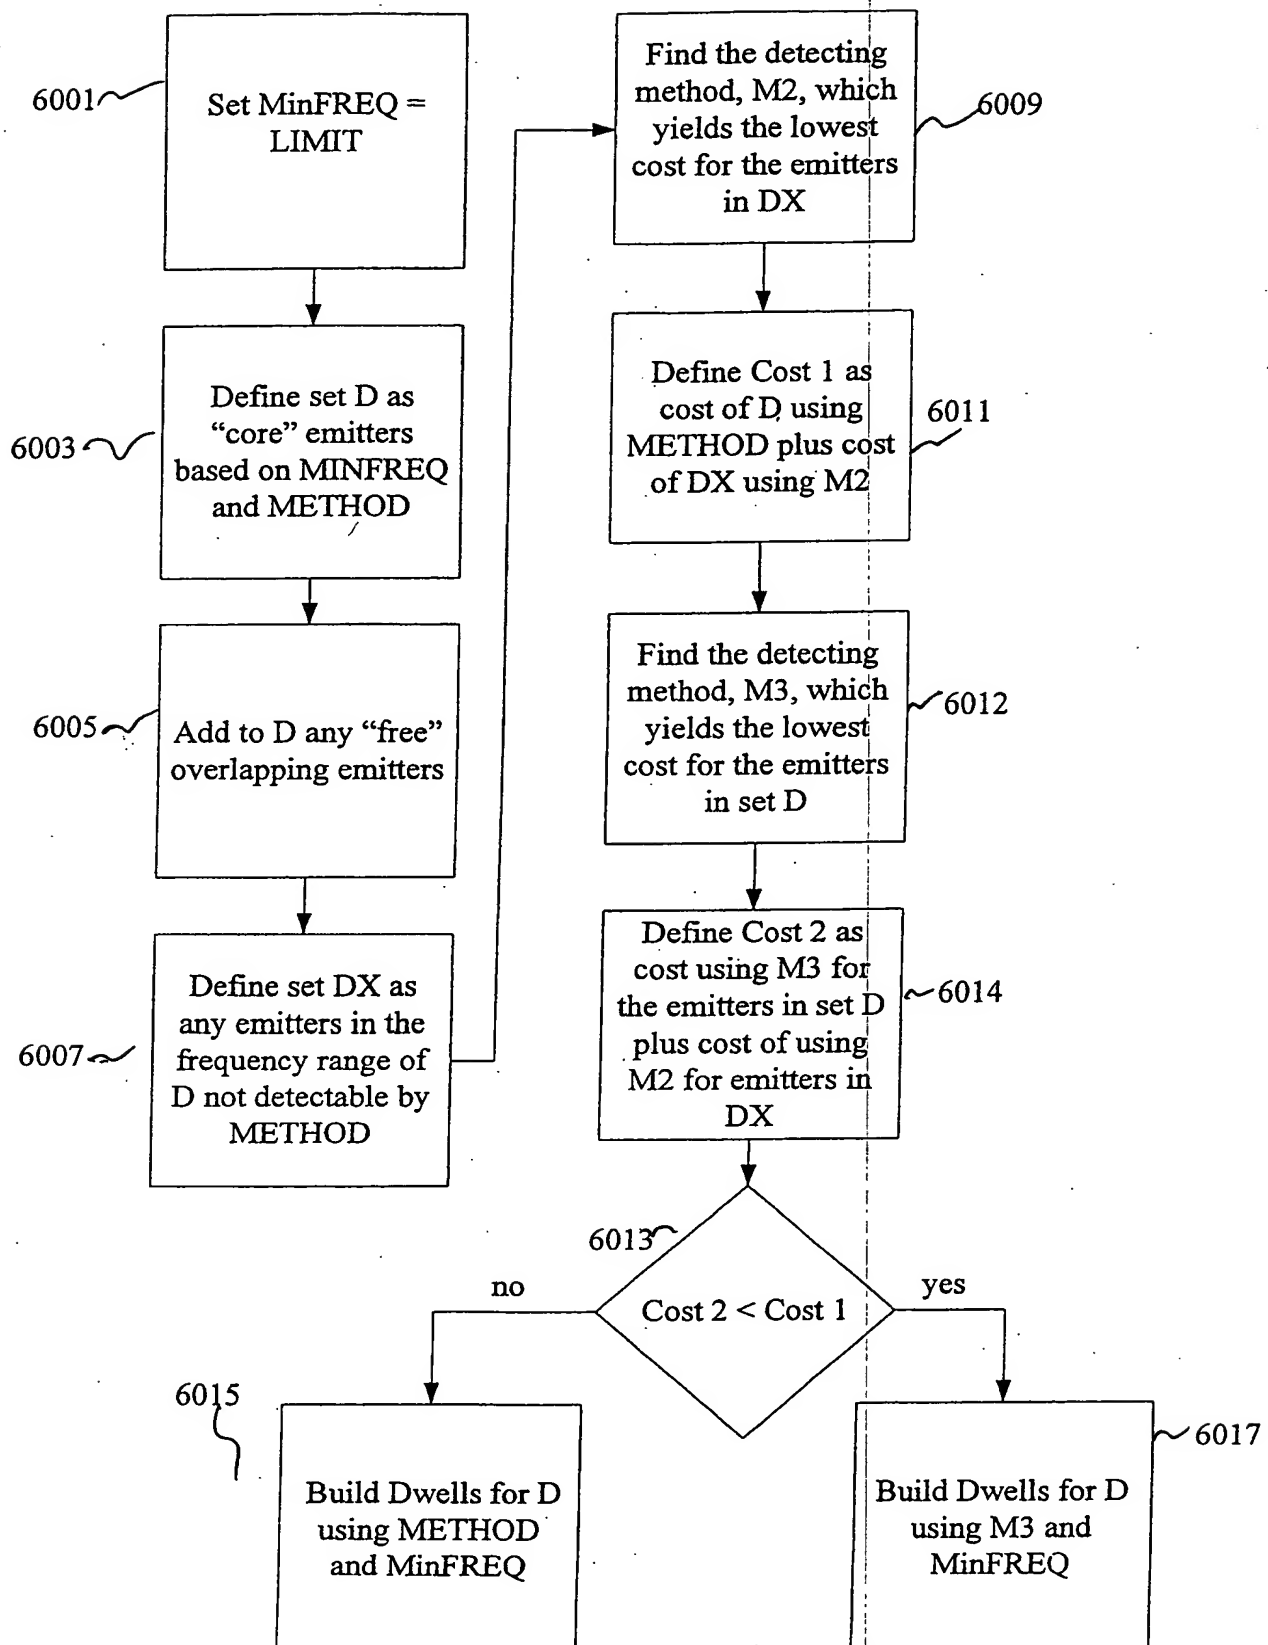 6001
Set MinFREQ =
LIMIT
6003
Define set D as
“core” emitters
based on MINFREQ
and METHOD
6005
Add to D any “free”
overlapping emitters
6007
Define set DX as
any emitters in the
frequency range of
D not detectable by
METHOD
Find the detecting
method, M2, which
yields the lowest
cost for the emitters
in DX
6009
Define Cost 1 as
cost of D using
METHOD plus cost
of DX using M2
6011
Find the detecting
method, M3, which
yields the lowest
cost for the emitters
in set D
6012
Define Cost 2 as
cost using M3 for
the emitters in set D
plus cost of using
M2 for emitters in
DX
6014
6013
Cost 2 < Cost 1
no
yes
6015
Build Dwells for D
using METHOD
and MinFREQ
6017
Build Dwells for D
using M3 and
MinFREQ